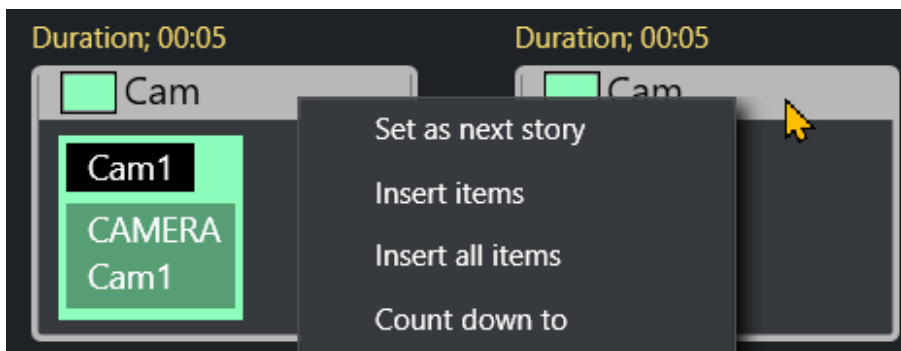 Duration; 00:05
Duration; 00:05
Cam
Cam
Cam1
CAMERA
Cam1
Set as next story
Insert items
Insert all items
Count down to